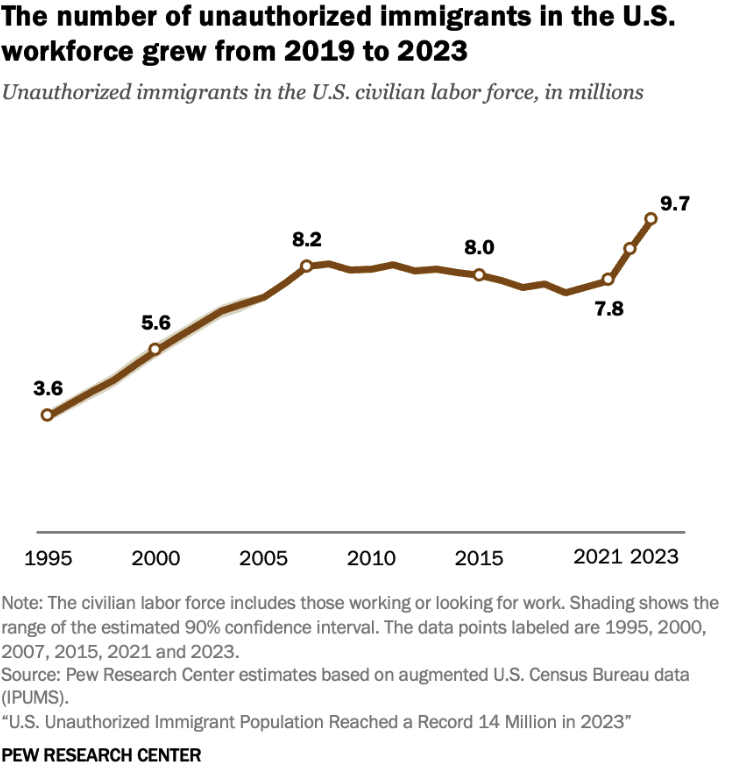 The number of unauthorized immigrants in the U.S.
workforce grew from 2019 to 2023
Unauthorized immigrants in the U.S. civilian labor force, in millions
9.7
8.2
8.0
7.8
5.6
3.6
1995 2000 2005 2010 2015 2021 2023
Note: The civilian labor force includes those working or looking for work. Shading shows the
range of the estimated 90% confidence interval. The data points labeled are 1995, 2000,
2007, 2015, 2021 and 2023.
Source: Pew Research Center estimates based on augmented U.S. Census Bureau data
(IPUMS).
“U.S. Unauthorized Immigrant Population Reached a Record 14 Million in 2023”
PEW RESEARCH CENTER